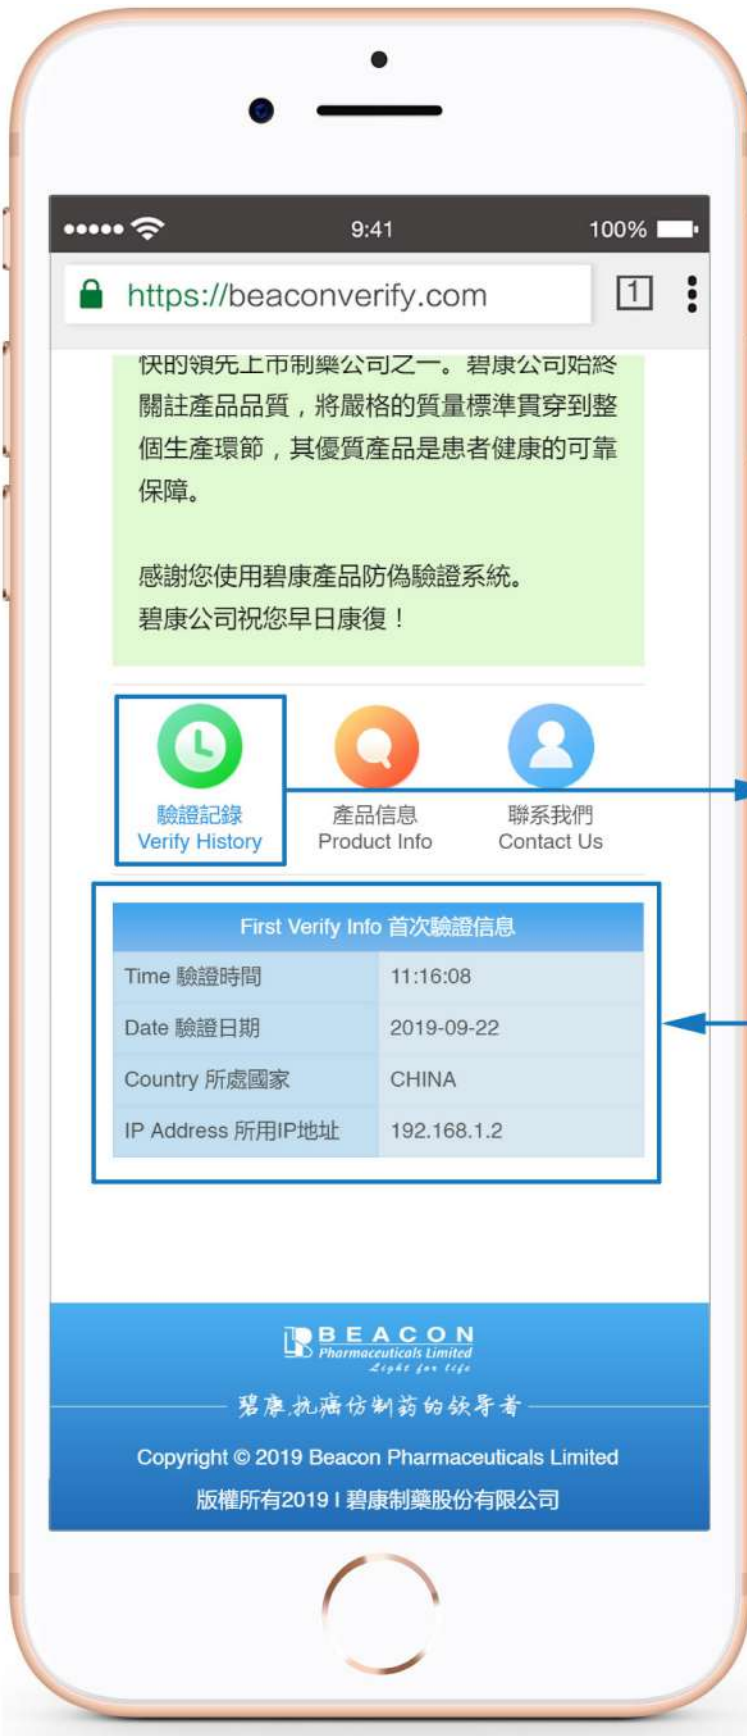 9:41
100%
https://beaconverify.com
1
快的領先上市制藥公司之一。碧康公司始終
關註產品品質，將嚴格的質量標準貫穿到整
個生產環節，其優質產品是患者健康的可靠
保障。
感謝您使用碧康產品防偽驗證系統。
碧康公司祝您早日康復！
驗證記錄
Verify History
產品信息
Product Info
聯系我們
Contact Us
First Verify Info 首次驗證信息
Time 驗證時間 11:16:08
Date 驗證日期 2019-09-22
Country 所處國家 CHINA
IP Address 所用IP地址 192.168.1.2
BEACON
Pharmaceuticals Limited
Light for life
碧康,抗癌仿制药的领导者
Copyright © 2019 Beacon Pharmaceuticals Limited
版權所有2019 | 碧康制藥股份有限公司